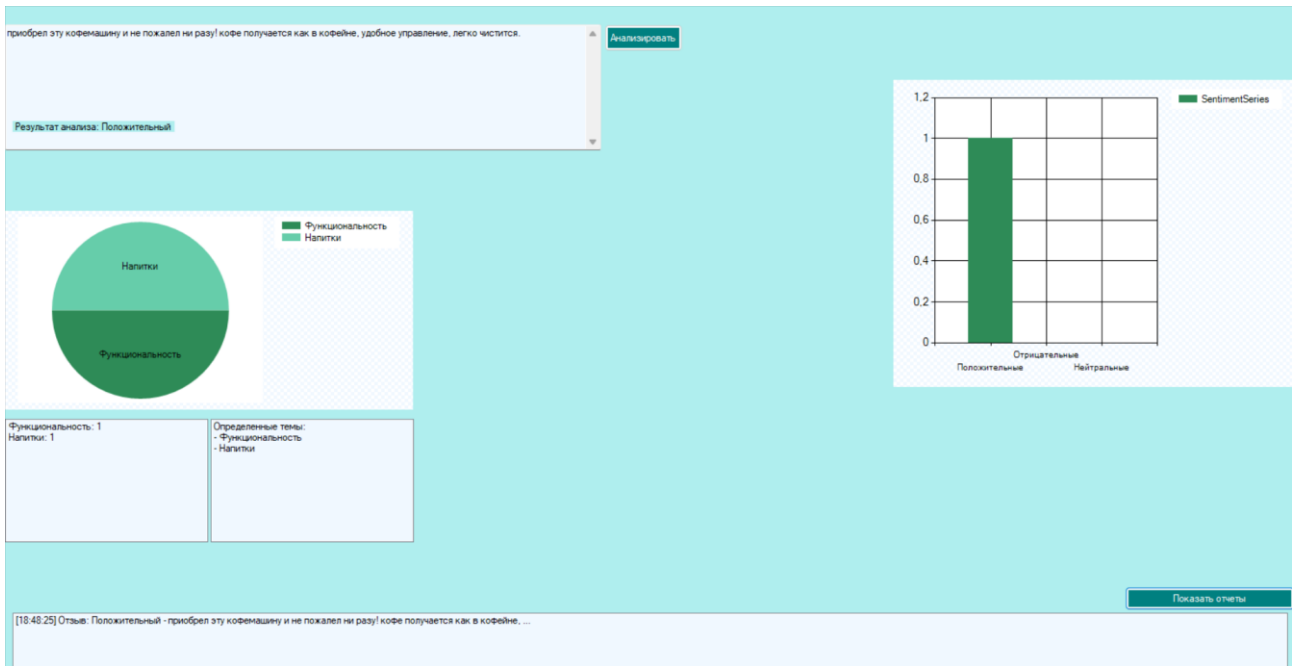 приобрел эту кофемашину и не пожалел ни разу! кофе получается как в кофейне, удобное управление, легко чистится.
Анализировать
Результат анализа: Положительный
1,2
1
0,8
0,6
0,4
0,2
0
Отрицательные
Положительные
Нейтральные
SentimentSeries
Функциональность
Напитки
Напитки
Функциональность
Функциональность: 1
Напитки: 1
Определенные темы:
- Функциональность
- Напитки
Показать отчеты
[18:48:25] Отзыв: Положительный - приобрел эту кофемашину и не пожалел ни разу! кофе получается как в кофейне, ...